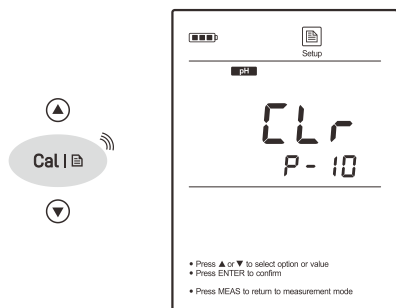 Setup
pH
CLr
P-10
Cal |
• Press ▲ or ▼ to select option or value
• Press ENTER to confirm
• Press MEAS to return to measurement mode